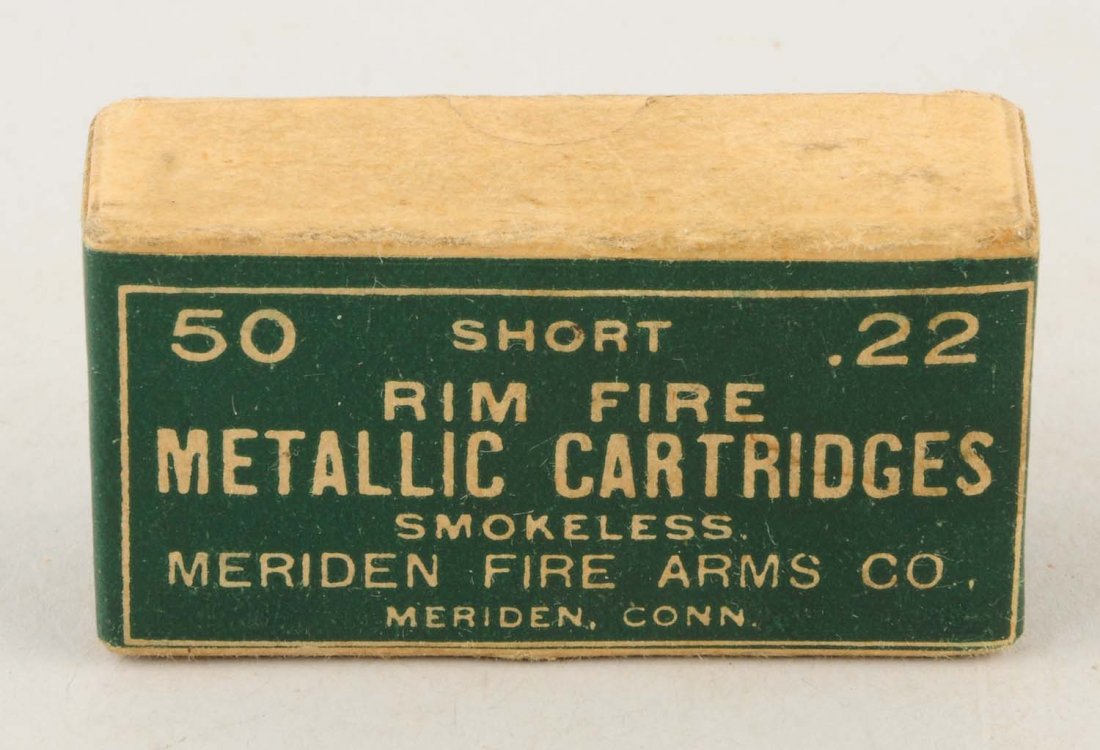 50 SHORT .22
RIM FIRE
METALLIC CARTRIDGES
SMOKELESS.
MERIDEN FIRE ARMS CO.
MERIDEN, CONN.